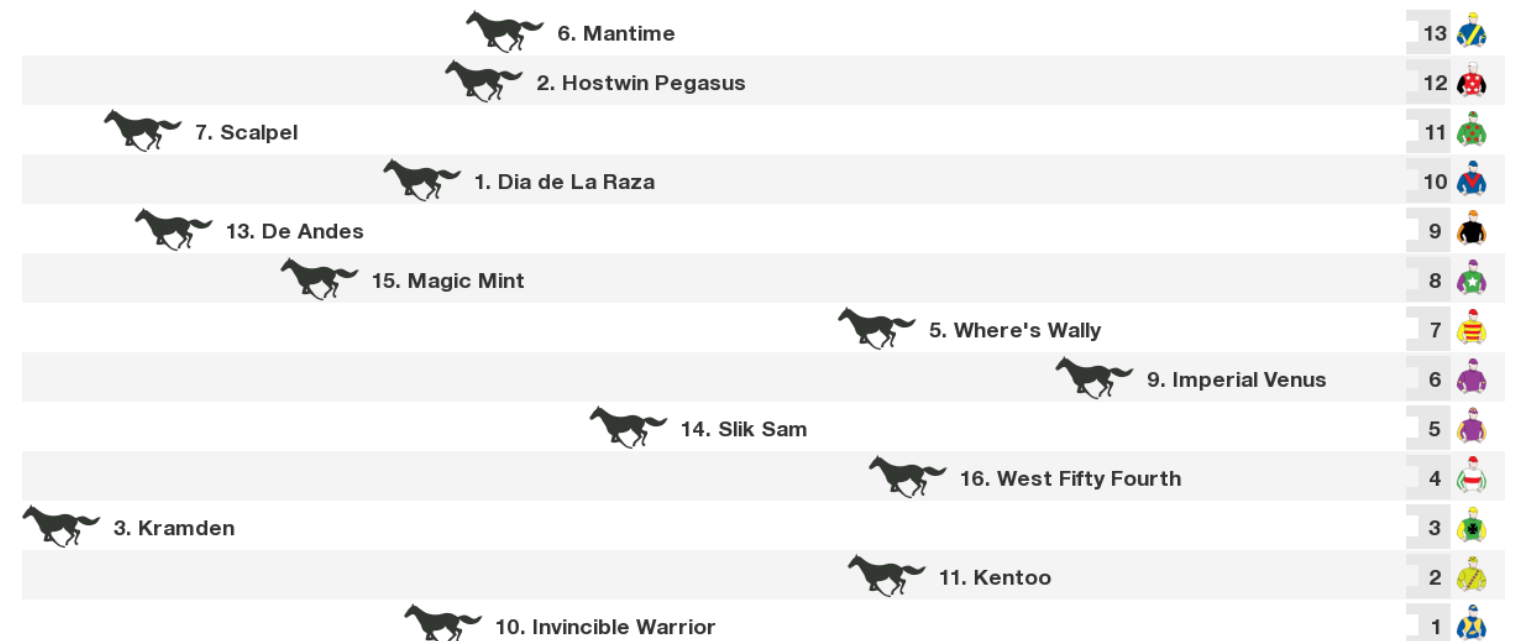 6. Mantime 13
2. Hostwin Pegasus 12
7. Scalpel 11
1. Dia de La Raza 10
13. De Andes 9
15. Magic Mint 8
5. Where's Wally 7
9. Imperial Venus 6
14. Slik Sam 5
16. West Fifty Fourth 4
3. Kramden 3
11. Kentoo 2
10. Invincible Warrior 1